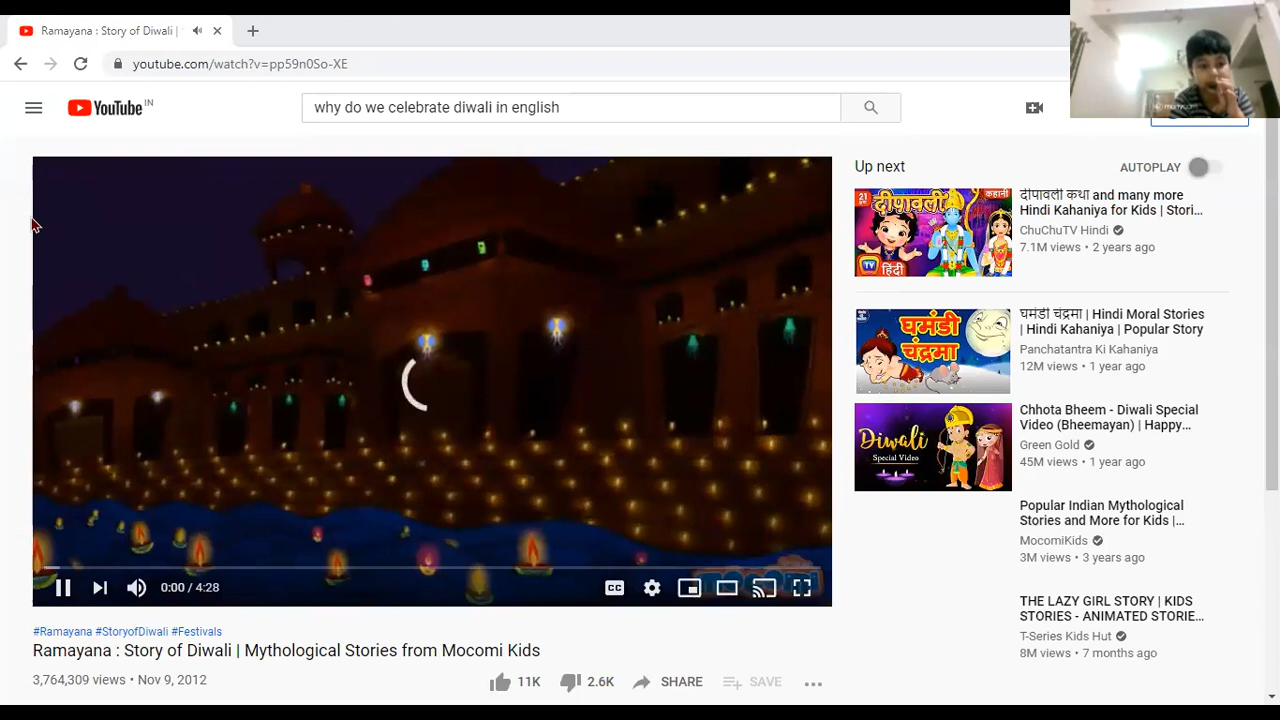 Ramayana : Story of Diwali |
youtube.com/watch?v=pp59n0So-XE
YouTube IN
why do we celebrate diwali in english
Up next
AUTOPLAY
दीपावली कथा and many more
Hindi Kahaniya for Kids | Stori...
ChuChuTV Hindi
7.1M views • 2 years ago
दीपावली
कहानी
TV
हिंदी
घमंडी चंद्रमा | Hindi Moral Stories
| Hindi Kahaniya | Popular Story
Panchatantra Ki Kahaniya
12M views • 1 year ago
घमंडी
चंद्रमा
Chhota Bheem - Diwali Special
Video (Bheemayan) | Happy...
Green Gold
45M views • 1 year ago
Diwali
Special Video
Popular Indian Mythological
Stories and More for Kids |...
MocomiKids
3M views • 3 years ago
THE LAZY GIRL STORY | KIDS
STORIES - ANIMATED STORIE...
T-Series Kids Hut
8M views • 7 months ago
0:00 / 4:28
CC
#Ramayana #StoryofDiwali #Festivals
Ramayana : Story of Diwali | Mythological Stories from Mocomi Kids
3,764,309 views • Nov 9, 2012
11K
2.6K
SHARE
SAVE